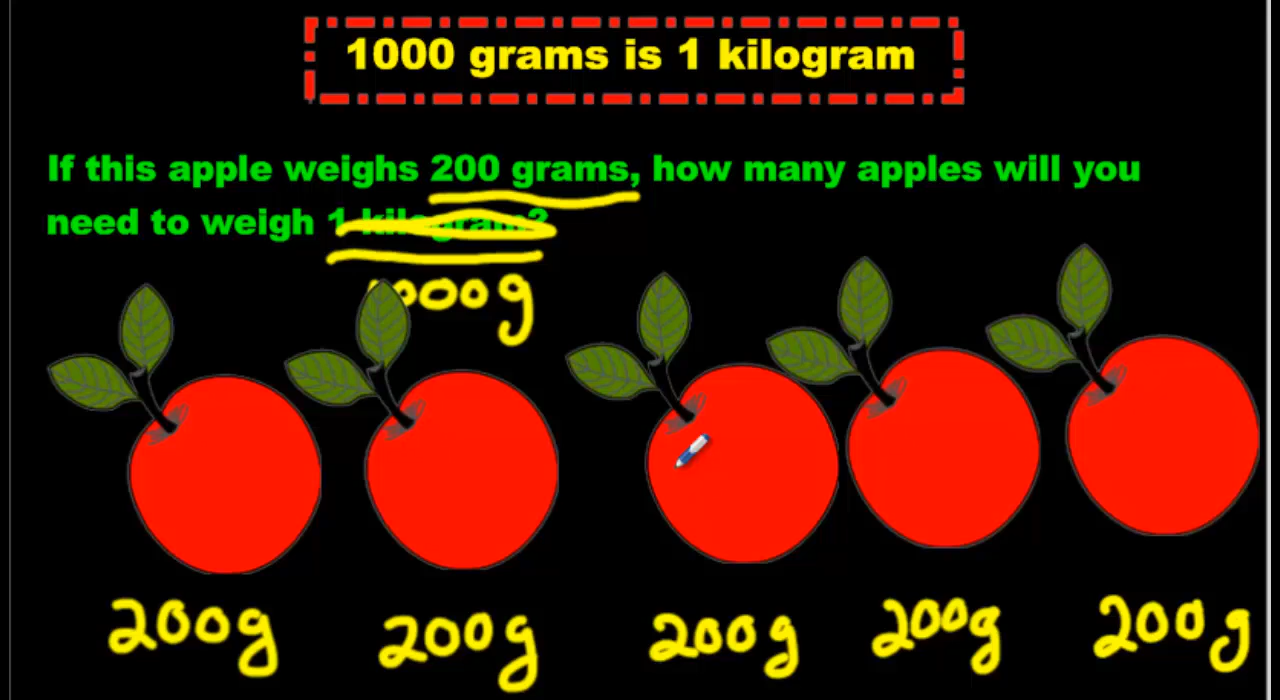 1000 grams is 1 kilogram
If this apple weighs 200 grams, how many apples will you
need to weigh 1 kilogram?
1000g
200g 200g 200g 200g 200g